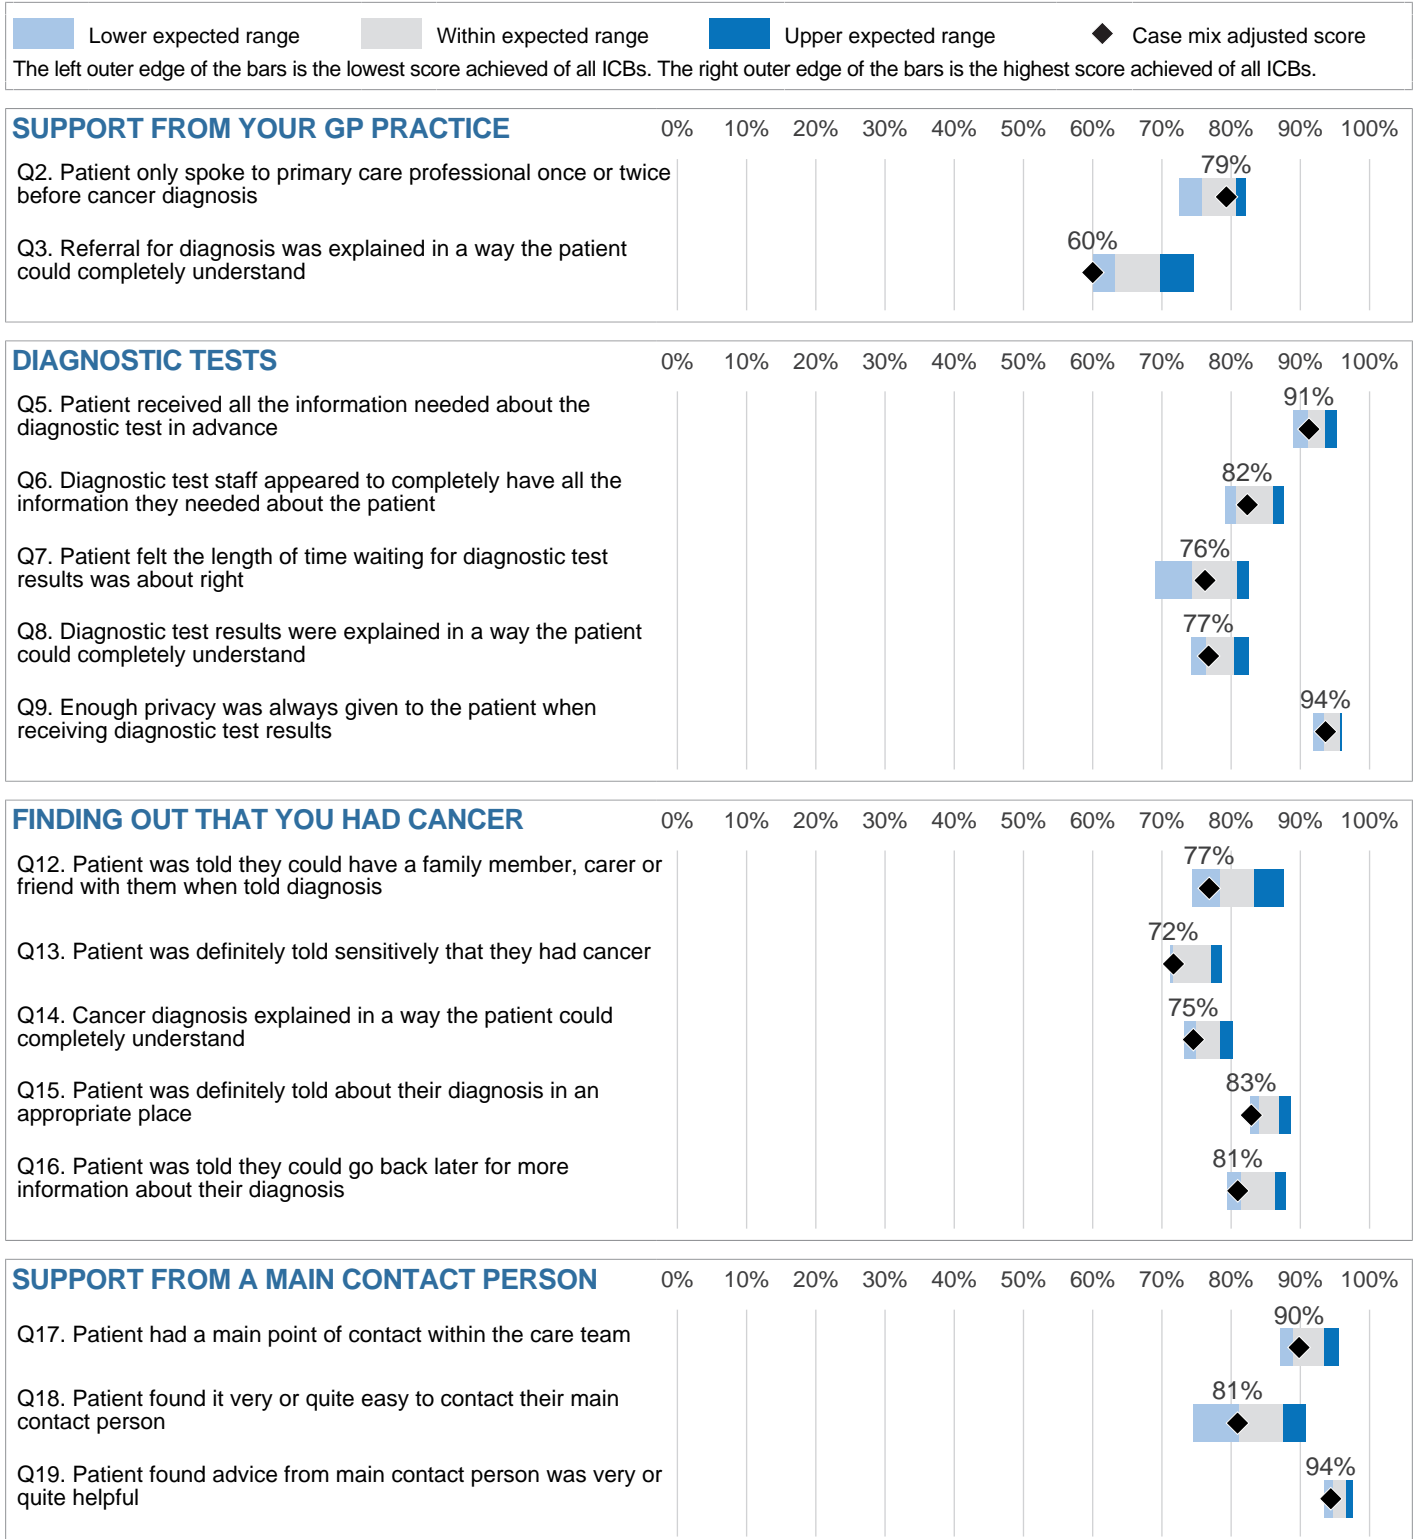 Lower expected range Within expected range Upper expected range Case mix adjusted score
The left outer edge of the bars is the lowest score achieved of all ICBs. The right outer edge of the bars is the highest score achieved of all ICBs.
SUPPORT FROM YOUR GP PRACTICE 0% 10% 20% 30% 40% 50% 60% 70% 80% 90% 100%
Q2. Patient only spoke to primary care professional once or twice
before cancer diagnosis
79%
Q3. Referral for diagnosis was explained in a way the patient
could completely understand
60%
DIAGNOSTIC TESTS 0% 10% 20% 30% 40% 50% 60% 70% 80% 90% 100%
Q5. Patient received all the information needed about the
diagnostic test in advance
91%
Q6. Diagnostic test staff appeared to completely have all the
information they needed about the patient
82%
Q7. Patient felt the length of time waiting for diagnostic test
results was about right
76%
Q8. Diagnostic test results were explained in a way the patient
could completely understand
77%
Q9. Enough privacy was always given to the patient when
receiving diagnostic test results
94%
FINDING OUT THAT YOU HAD CANCER 0% 10% 20% 30% 40% 50% 60% 70% 80% 90% 100%
Q12. Patient was told they could have a family member, carer or
friend with them when told diagnosis
77%
Q13. Patient was definitely told sensitively that they had cancer
72%
Q14. Cancer diagnosis explained in a way the patient could
completely understand
75%
Q15. Patient was definitely told about their diagnosis in an
appropriate place
83%
Q16. Patient was told they could go back later for more
information about their diagnosis
81%
SUPPORT FROM A MAIN CONTACT PERSON 0% 10% 20% 30% 40% 50% 60% 70% 80% 90% 100%
Q17. Patient had a main point of contact within the care team
90%
Q18. Patient found it very or quite easy to contact their main
contact person
81%
Q19. Patient found advice from main contact person was very or
quite helpful
94%